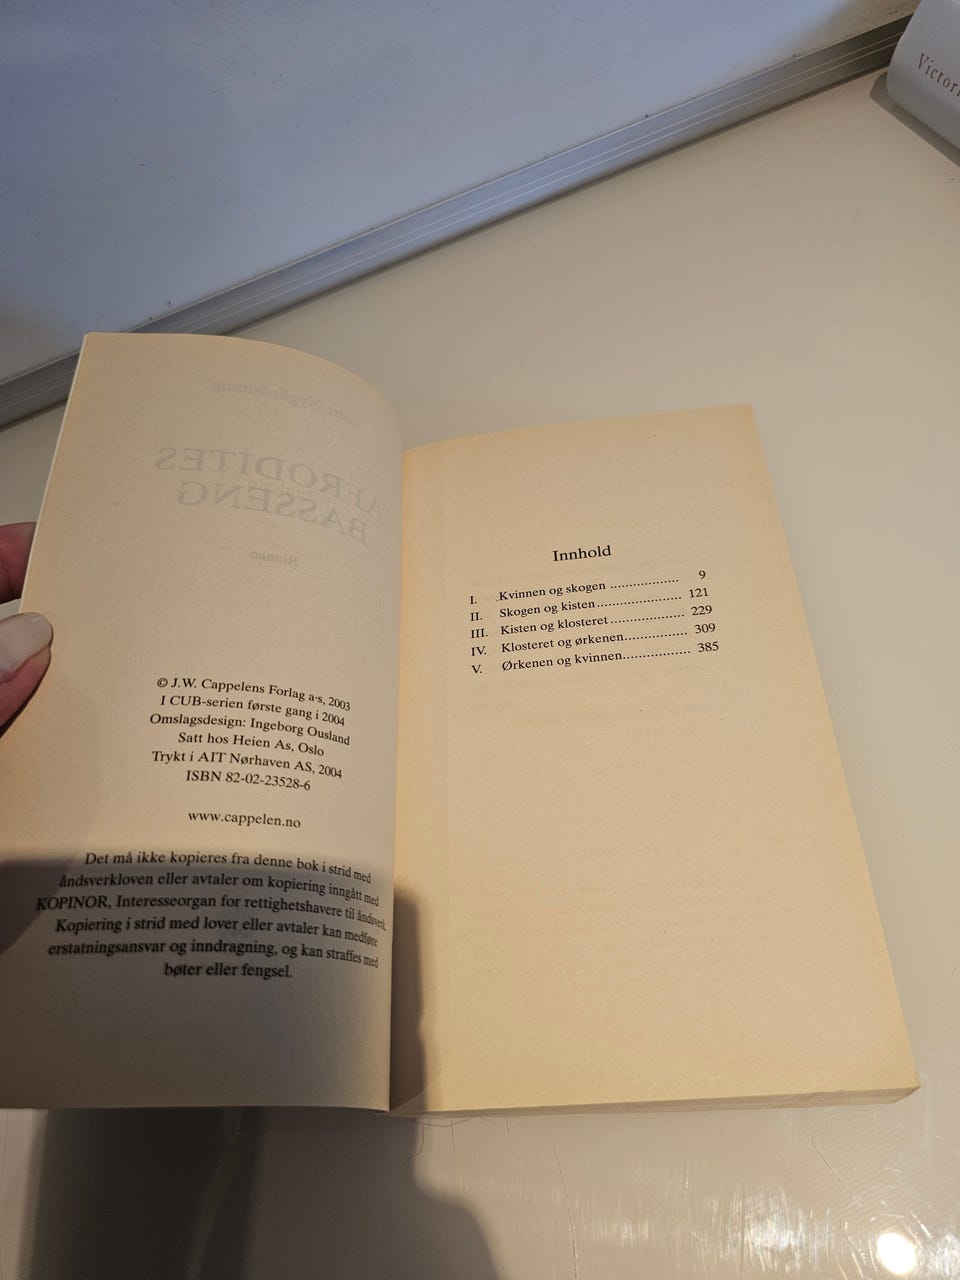 Gert Nygårdshaug
AFRODITES
BASSENG
Roman
© J.W. Cappelens Forlag a·s, 2003
I CUB-serien første gang i 2004
Omslagsdesign: Ingeborg Ousland
Satt hos Heien As, Oslo
Trykt i AIT Nørhaven AS, 2004
ISBN 82-02-23528-6
www.cappelen.no
Det må ikke kopieres fra denne bok i strid med
åndsverkloven eller avtaler om kopiering inngått med
KOPINOR, Interesseorgan for rettighetshavere til åndsverk
Kopiering i strid med lover eller avtaler kan medføre
erstatningsansvar og inndragning, og kan straffes med
bøter eller fengsel.
Innhold
I. Kvinnen og skogen .................. 9
II. Skogen og kisten ..................... 121
III. Kisten og klosteret ................... 229
IV. Klosteret og ørkenen................ 309
V. Ørkenen og kvinnen................. 385